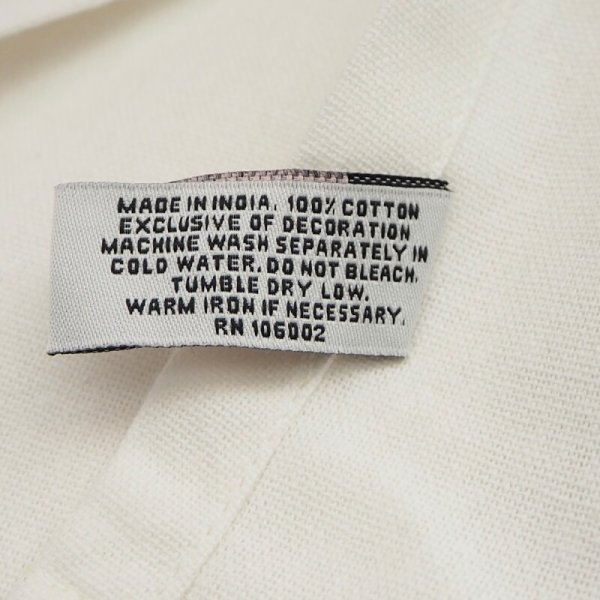 MADE IN INDIA. 100% COTTON
EXCLUSIVE OF DECORATION
MACHINE WASH SEPARATELY IN
COLD WATER. DO NOT BLEACH.
TUMBLE DRY LOW.
WARM IRON IF NECESSARY.
RN 106002